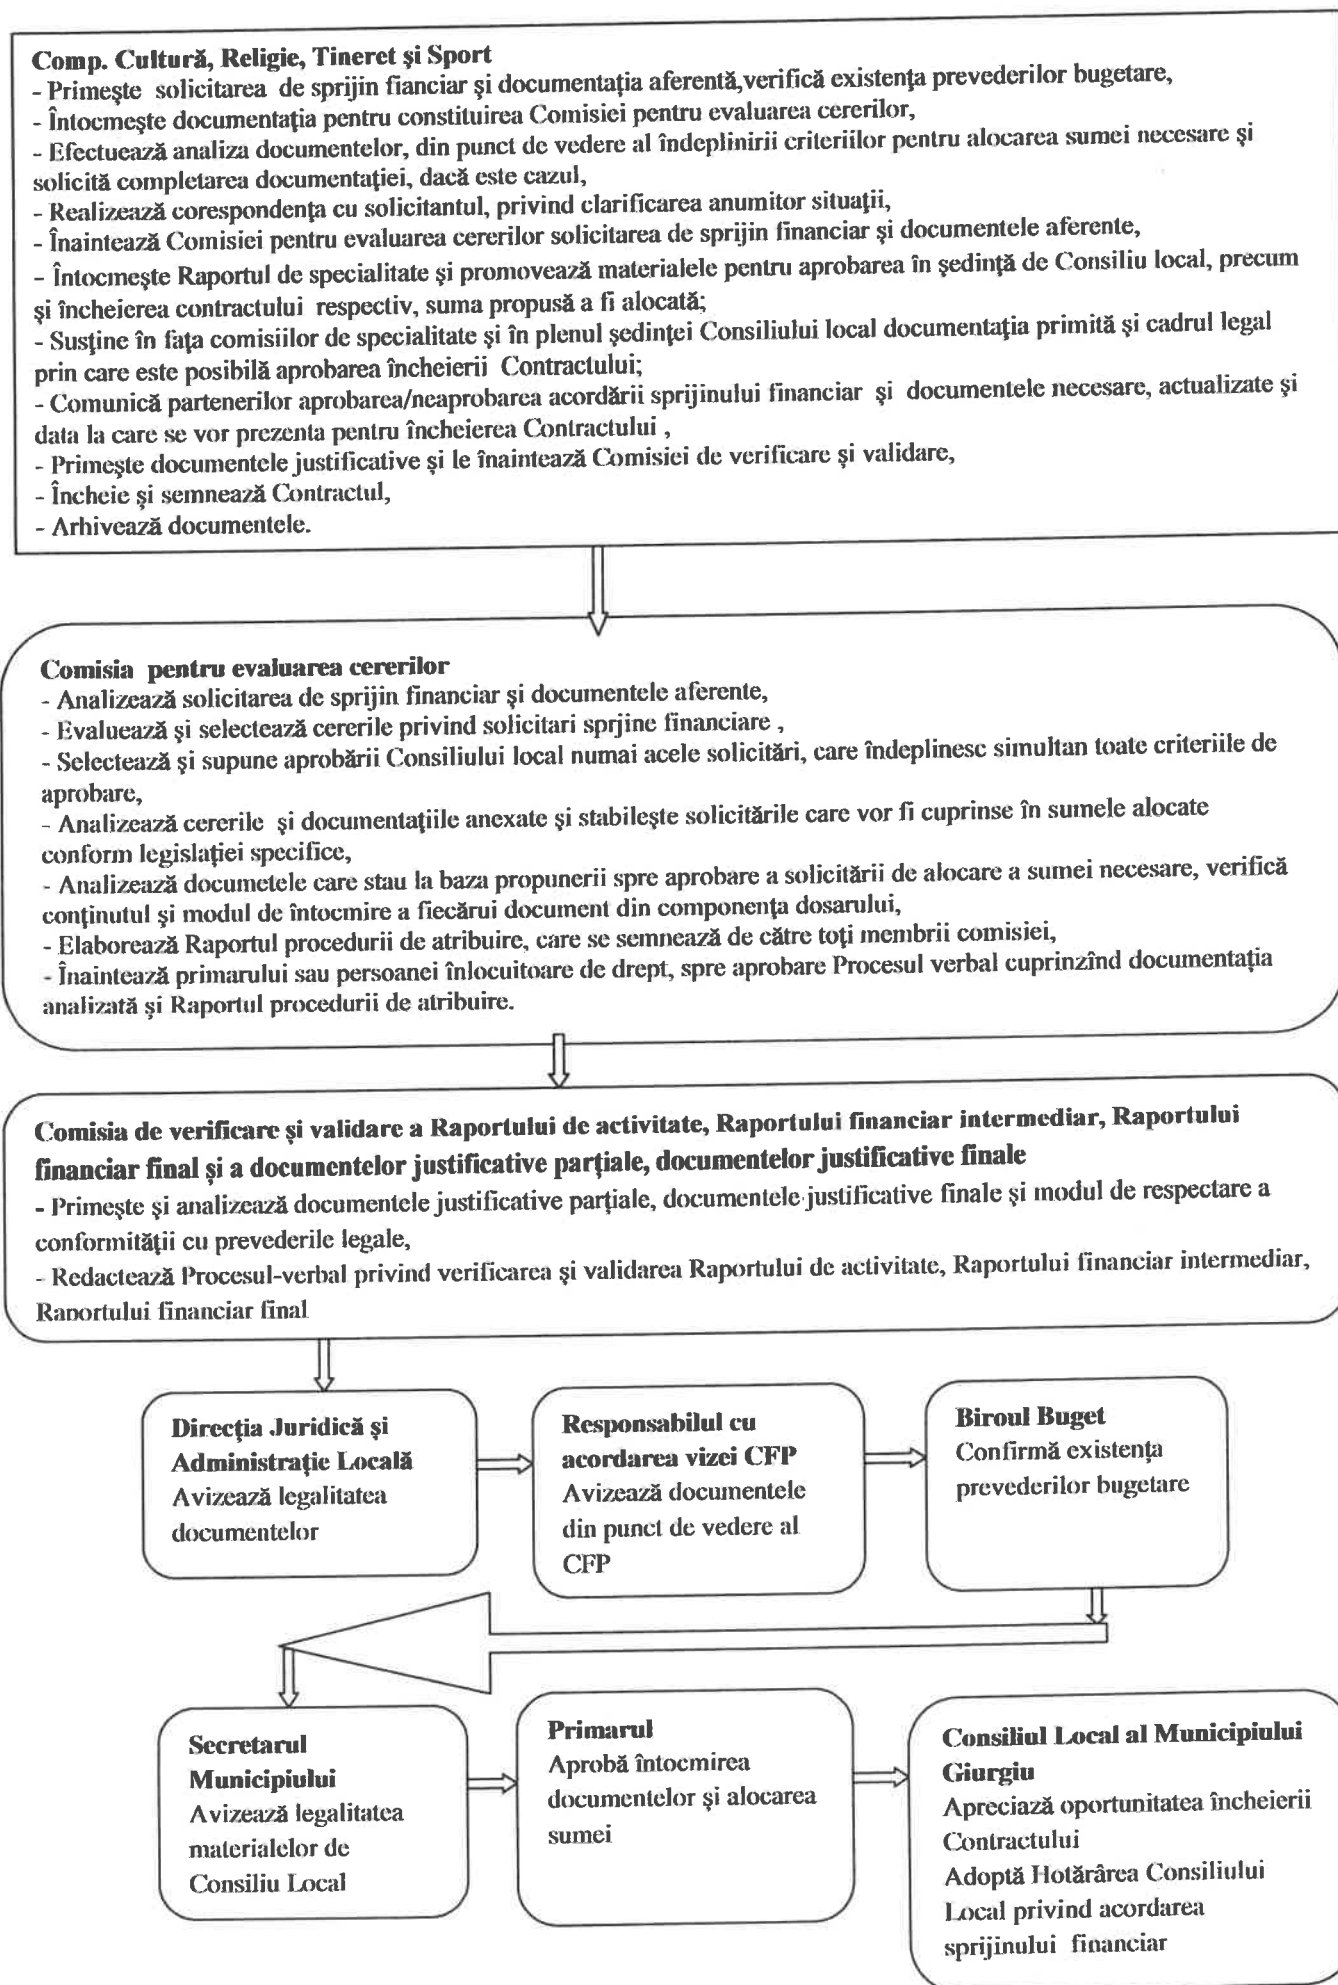 Comp. Cultură, Religie, Tineret şi Sport
- Primeşte solicitarea de sprijin fianciar şi documentaţia aferentă,verifică existenţa prevederilor bugetare,
- Întocmeşte documentaţia pentru constituirea Comisiei pentru evaluarea cererilor,
- Efectuează analiza documentelor, din punct de vedere al îndeplinirii criteriilor pentru alocarea sumei necesare şi
solicită completarea documentaţiei, dacă este cazul,
- Realizează corespondenţa cu solicitantul, privind clarificarea anumitor situaţii,
- Înaintează Comisiei pentru evaluarea cererilor solicitarea de sprijin financiar şi documentele aferente,
- Întocmeşte Raportul de specialitate şi promovează materialele pentru aprobarea în şedinţă de Consiliu local, precum
şi încheierea contractului respectiv, suma propusă a fi alocată;
- Susţine în faţa comisiilor de specialitate şi în plenul şedinţei Consiliului local documentaţia primită şi cadrul legal
prin care este posibilă aprobarea încheierii Contractului;
- Comunică partenerilor aprobarea/neaprobarea acordării sprijinului financiar şi documentele necesare, actualizate şi
data la care se vor prezenta pentru încheierea Contractului ,
- Primeşte documentele justificative și le înaintează Comisiei de verificare și validare,
- Încheie și semnează Contractul,
- Arhivează documentele.
Comisia pentru evaluarea cererilor
- Analizează solicitarea de sprijin financiar şi documentele aferente,
- Evaluează şi selectează cererile privind solicitari sprjine financiare ,
- Selectează şi supune aprobării Consiliului local numai acele solicitări, care îndeplinesc simultan toate criteriile de
aprobare,
- Analizează cererile şi documentaţiile anexate şi stabileşte solicitările care vor fi cuprinse în sumele alocate
conform legislaţiei specifice,
- Analizează documetele care stau la baza propunerii spre aprobare a solicitării de alocare a sumei necesare, verifică
conţinutul şi modul de întocmire a fiecărui document din componenţa dosarului,
- Elaborează Raportul procedurii de atribuire, care se semnează de către toţi membrii comisiei,
- Înaintează primarului sau persoanei înlocuitoare de drept, spre aprobare Procesul verbal cuprinzînd documentaţia
analizată şi Raportul procedurii de atribuire.
Comisia de verificare și validare a Raportului de activitate, Raportului financiar intermediar, Raportului
financiar final și a documentelor justificative parțiale, documentelor justificative finale
- Primeşte şi analizează documentele justificative parţiale, documentele justificative finale și modul de respectare a
conformităţii cu prevederile legale,
- Redactează Procesul-verbal privind verificarea şi validarea Raportului de activitate, Raportului financiar intermediar,
Raportului financiar final
Direcţia Juridică şi
Administraţie Locală
Avizează legalitatea
documentelor
Responsabilul cu
acordarea vizei CFP
Avizează documentele
din punct de vedere al
CFP
Biroul Buget
Confirmă existenţa
prevederilor bugetare
Secretarul
Municipiului
Avizează legalitatea
materialelor de
Consiliu Local
Primarul
Aprobă întocmirea
documentelor şi alocarea
sumei
Consiliul Local al Municipiului
Giurgiu
Apreciază oportunitatea încheierii
Contractului
Adoptă Hotărârea Consiliului
Local privind acordarea
sprijinului financiar